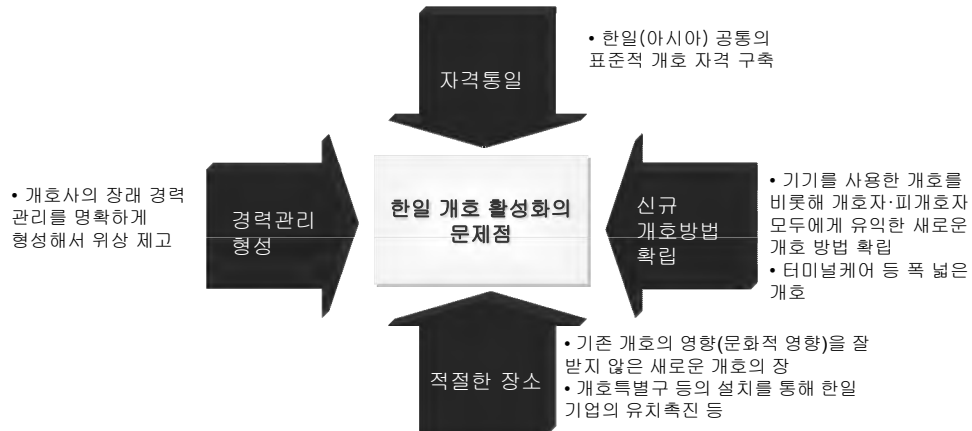 자격통일
• 한일(아시아) 공통의
표준적 개호 자격 구축
• 개호사의 장래 경력
관리를 명확하게
형성해서 위상 제고
경력관리
형성
한일 개호 활성화의
문제점
신규
개호방법
확립
• 기기를 사용한 개호를
비롯해 개호자·피개호자
모두에게 유익한 새로운
개호 방법 확립
• 터미널케어 등 폭 넓은
개호
적절한 장소
• 기존 개호의 영향(문화적 영향)을 잘
받지 않은 새로운 개호의 장
• 개호특별구 등의 설치를 통해 한일
기업의 유치촉진 등